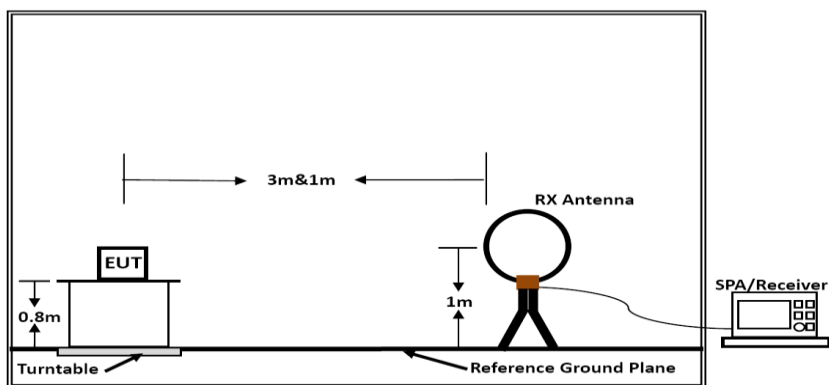 3m&1m
RX Antenna
EUT
SPA/Receiver
0.8m
1m
Turntable
Reference Ground Plane